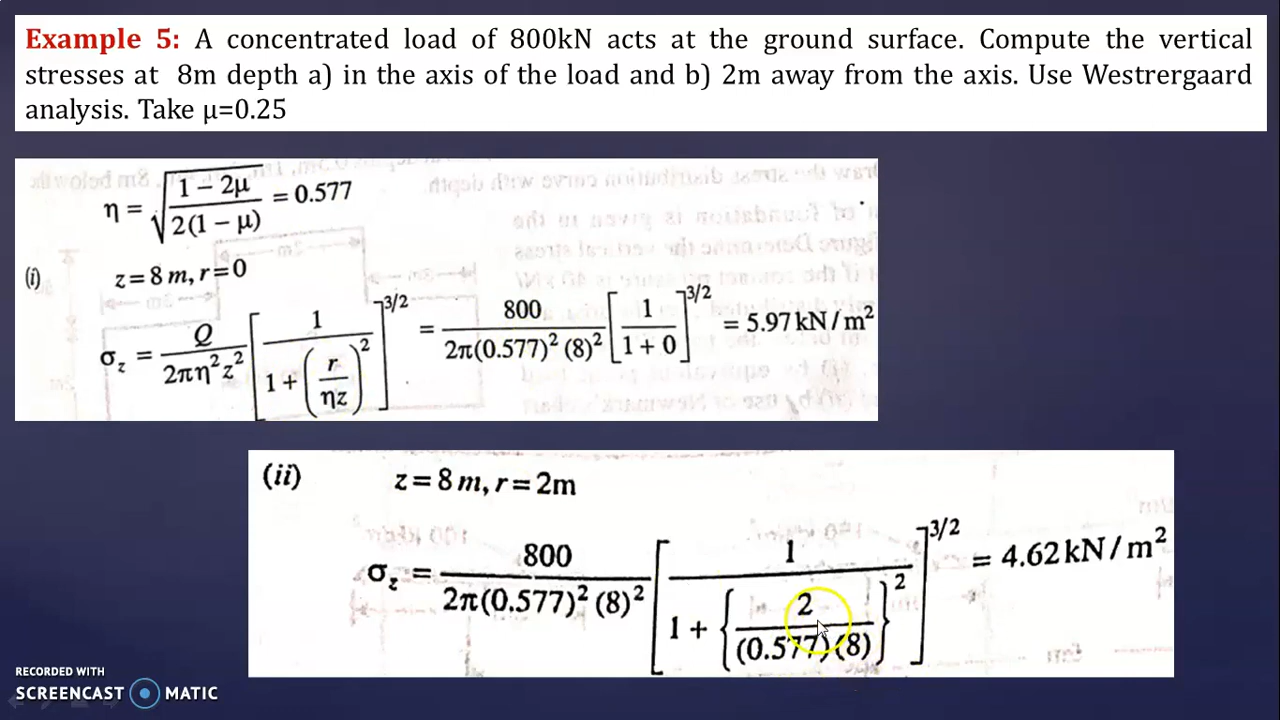 Example 5: A concentrated load of 800kN acts at the ground surface. Compute the vertical
stresses at 8m depth a) in the axis of the load and b) 2m away from the axis. Use Westrergaard
analysis. Take μ=0.25
η = √((1 − 2μ)/(2(1 − μ))) = 0.577
(i) z = 8 m, r = 0
σz = Q/(2πη²z²) [1/(1 + (r/ηz)²)]^3/2 = 800/(2π(0.577)² (8)²) [1/(1 + 0)]^3/2 = 5.97 kN/m²
(ii) z = 8 m, r = 2m
σz = 800/(2π(0.577)² (8)²) [1/(1 + {2/((0.577)(8))}²)]^3/2 = 4.62 kN/m²
RECORDED WITH
SCREENCAST MATIC